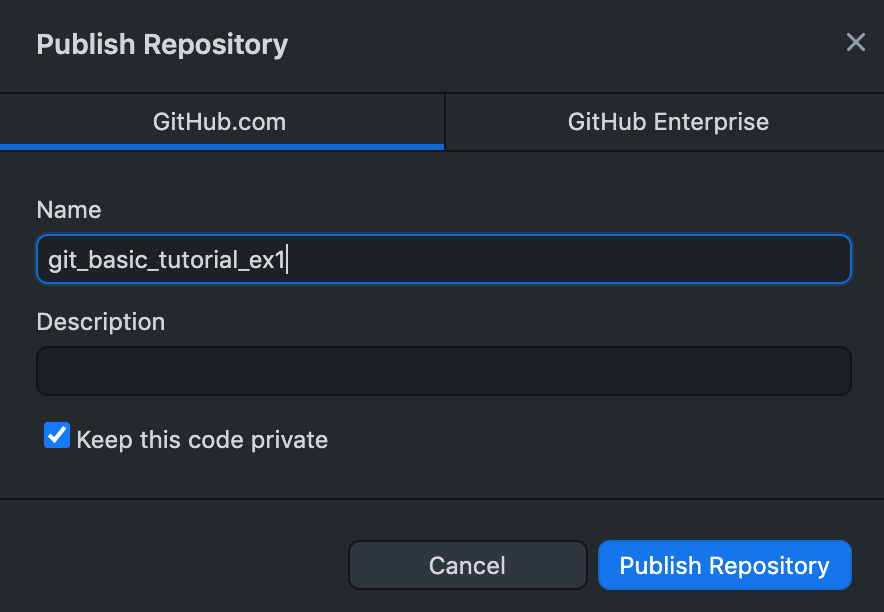 Publish Repository
GitHub.com
GitHub Enterprise
Name
git_basic_tutorial_ex1
Description
Keep this code private
Cancel
Publish Repository